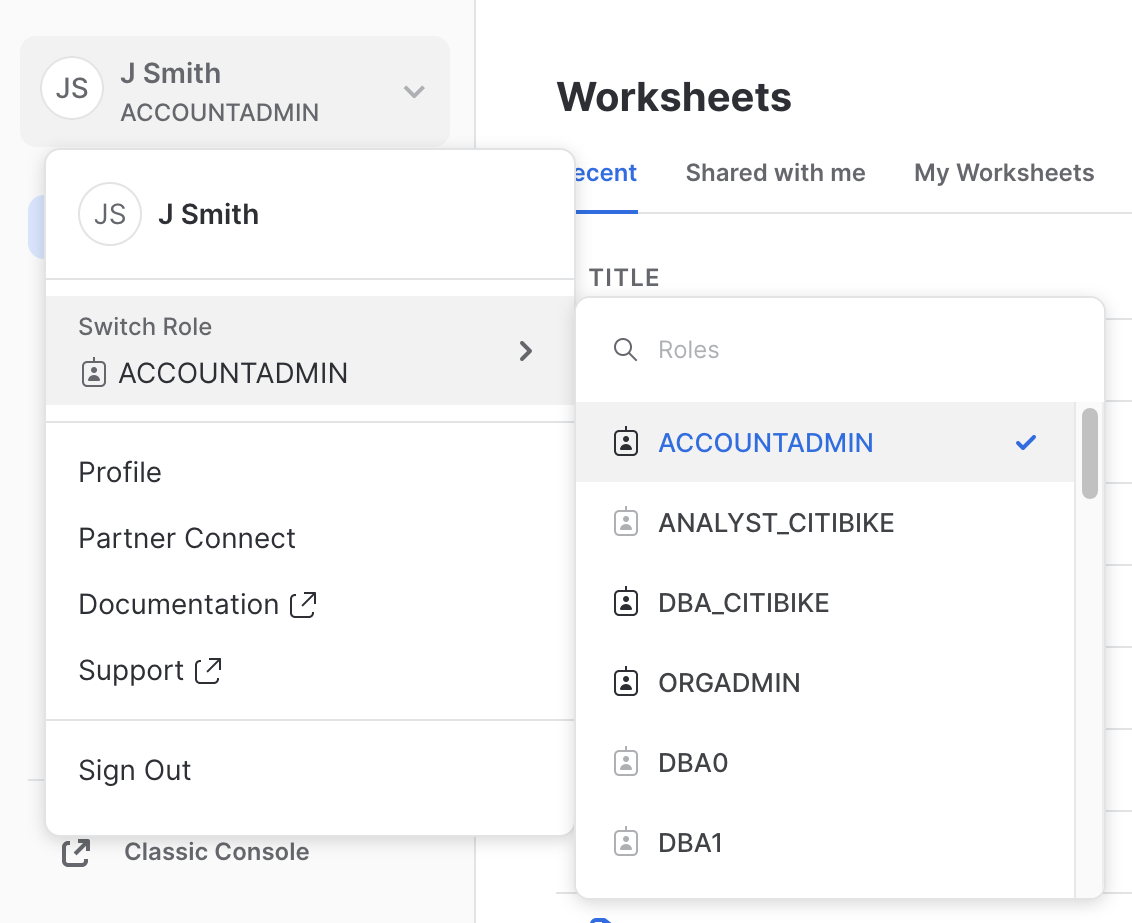 JS
J Smith
ACCOUNTADMIN
JS
J Smith
Switch Role
ACCOUNTADMIN
Profile
Partner Connect
Documentation
Support
Sign Out
Classic Console
Worksheets
ecent
Shared with me
My Worksheets
TITLE
Roles
ACCOUNTADMIN
ANALYST_CITIBIKE
DBA_CITIBIKE
ORGADMIN
DBA0
DBA1